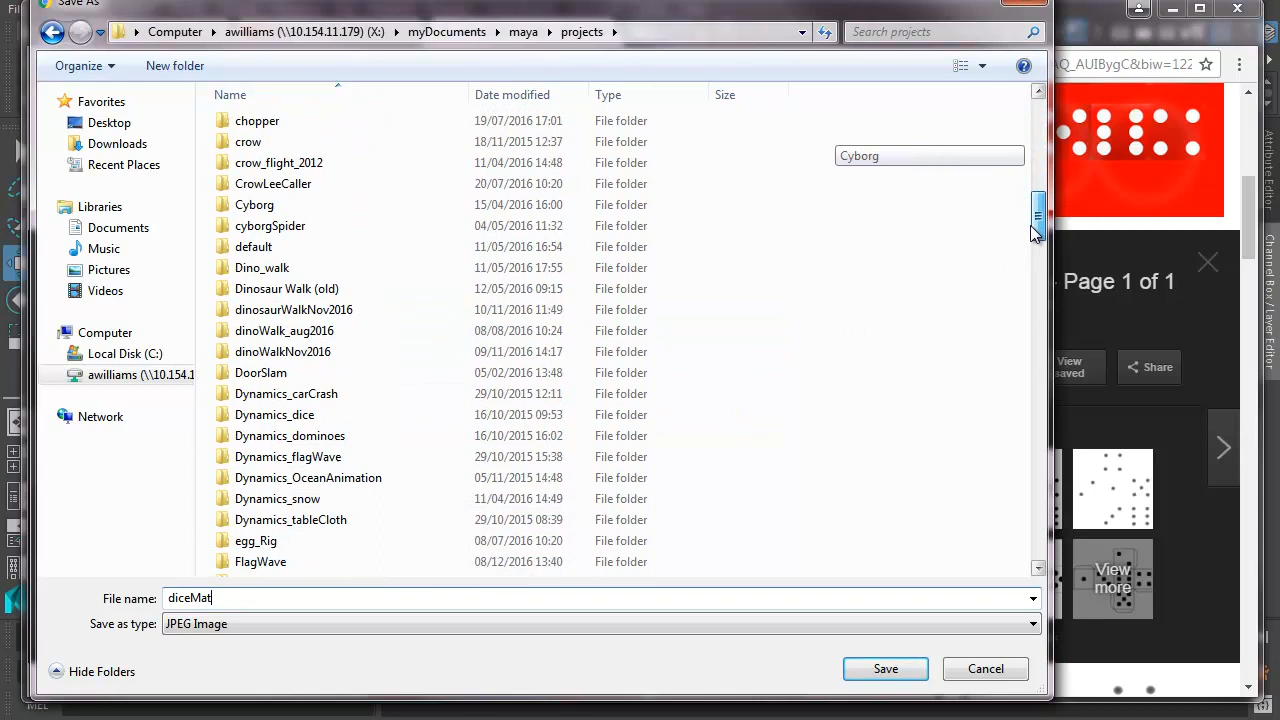 Save As
Computer awilliams (\\10.154.11.179) (X:) myDocuments maya projects
Search projects
AQ_AUIBygC&biw=122
Organize New folder
Name Date modified Type Size
Favorites
Desktop
Downloads
Recent Places
Libraries
Documents
Music
Pictures
Videos
Computer
Local Disk (C:)
awilliams (\\10.154.1
Network
chopper 19/07/2016 17:01 File folder
crow 18/11/2015 12:37 File folder
crow_flight_2012 11/04/2016 14:48 File folder
CrowLeeCaller 20/07/2016 10:20 File folder
Cyborg 15/04/2016 16:00 File folder
cyborgSpider 04/05/2016 11:32 File folder
default 11/05/2016 16:54 File folder
Dino_walk 11/05/2016 17:55 File folder
Dinosaur Walk (old) 12/05/2016 09:15 File folder
dinosaurWalkNov2016 10/11/2016 11:49 File folder
dinoWalk_aug2016 08/08/2016 10:24 File folder
dinoWalkNov2016 09/11/2016 14:17 File folder
DoorSlam 05/02/2016 13:48 File folder
Dynamics_carCrash 29/10/2015 12:11 File folder
Dynamics_dice 16/10/2015 09:53 File folder
Dynamics_dominoes 16/10/2015 16:02 File folder
Dynamics_flagWave 29/10/2015 15:38 File folder
Dynamics_OceanAnimation 05/11/2015 14:48 File folder
Dynamics_snow 11/04/2016 14:49 File folder
Dynamics_tableCloth 29/10/2015 08:39 File folder
egg_Rig 08/07/2016 10:20 File folder
FlagWave 08/12/2016 13:40 File folder
Cyborg
File name: diceMat
Save as type: JPEG Image
Hide Folders
Save Cancel
Page 1 of 1
View saved
Share
View more
Attribute Editor
Channel Box / Layer Editor
MEL